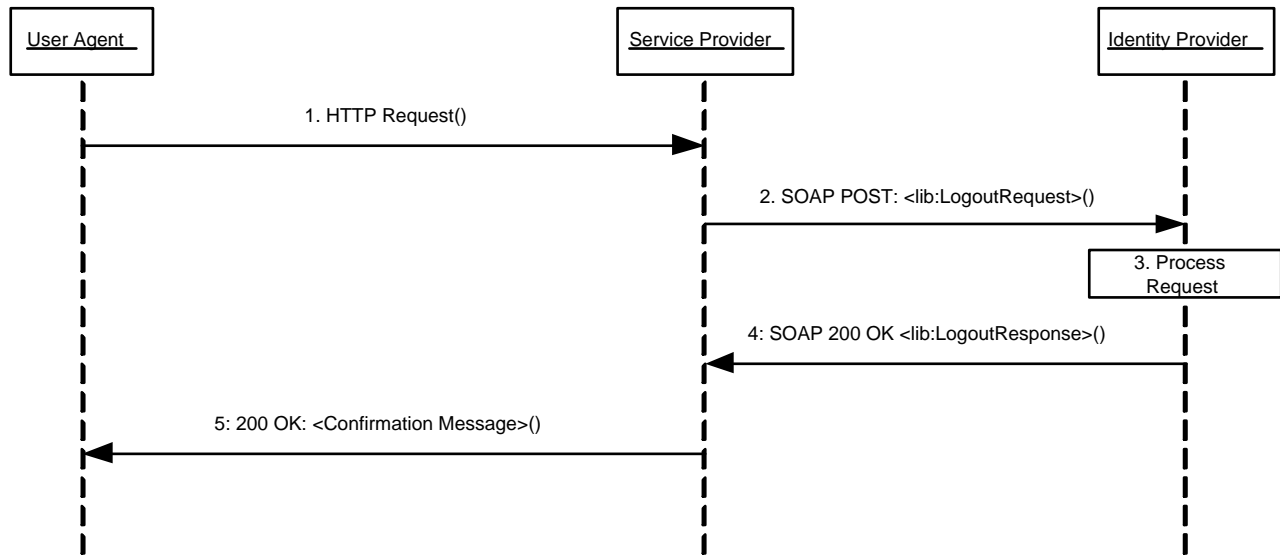 User Agent
Service Provider
Identity Provider
1. HTTP Request()
2. SOAP POST: <lib:LogoutRequest>()
3. Process
Request
4: SOAP 200 OK <lib:LogoutResponse>()
5: 200 OK: <Confirmation Message>()